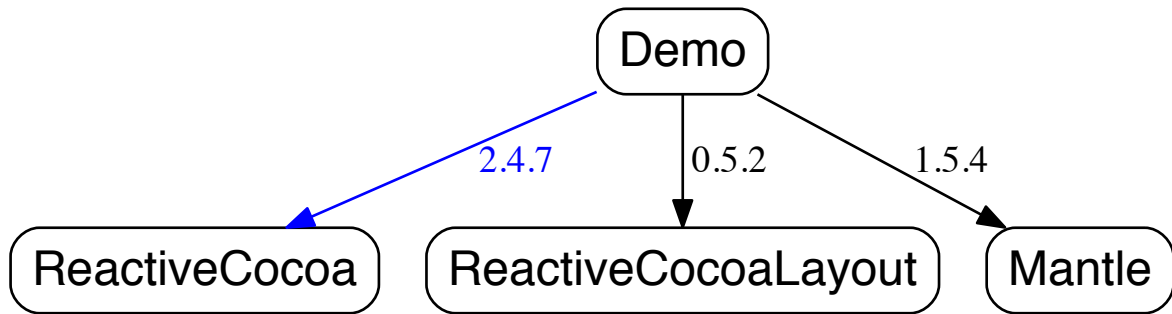 Demo
2.4.7
0.5.2
1.5.4
ReactiveCocoa
ReactiveCocoaLayout
Mantle